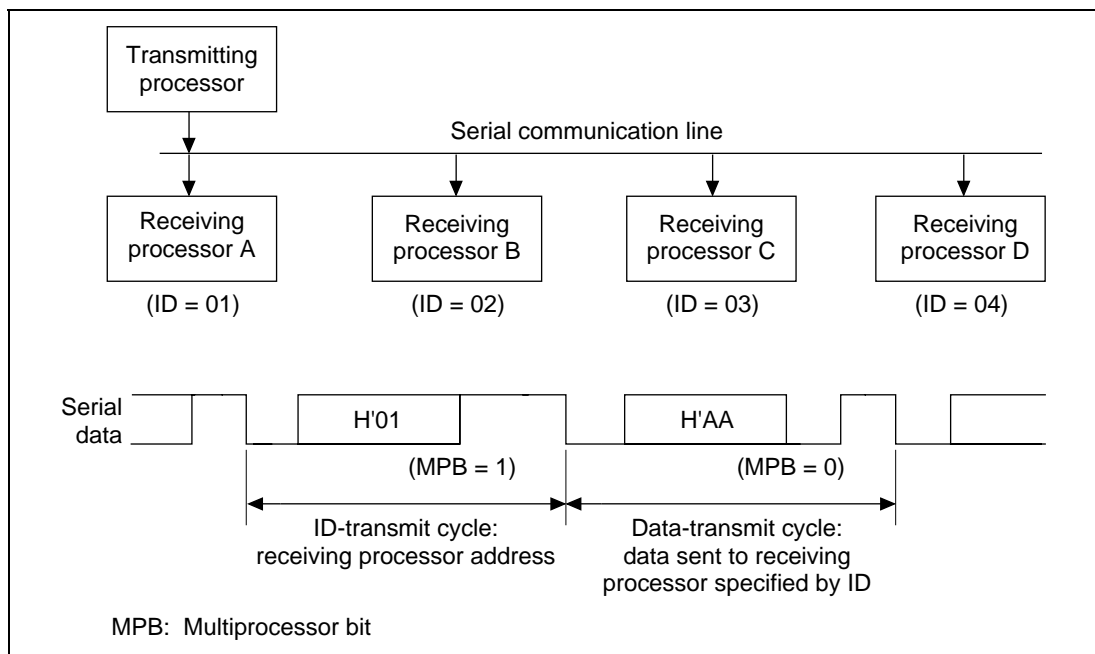 Transmitting
processor
Serial communication line
Receiving
processor A
Receiving
processor B
Receiving
processor C
Receiving
processor D
(ID = 01)
(ID = 02)
(ID = 03)
(ID = 04)
Serial
data
H'01
H'AA
(MPB = 1)
(MPB = 0)
ID-transmit cycle:
receiving processor address
Data-transmit cycle:
data sent to receiving
processor specified by ID
MPB: Multiprocessor bit